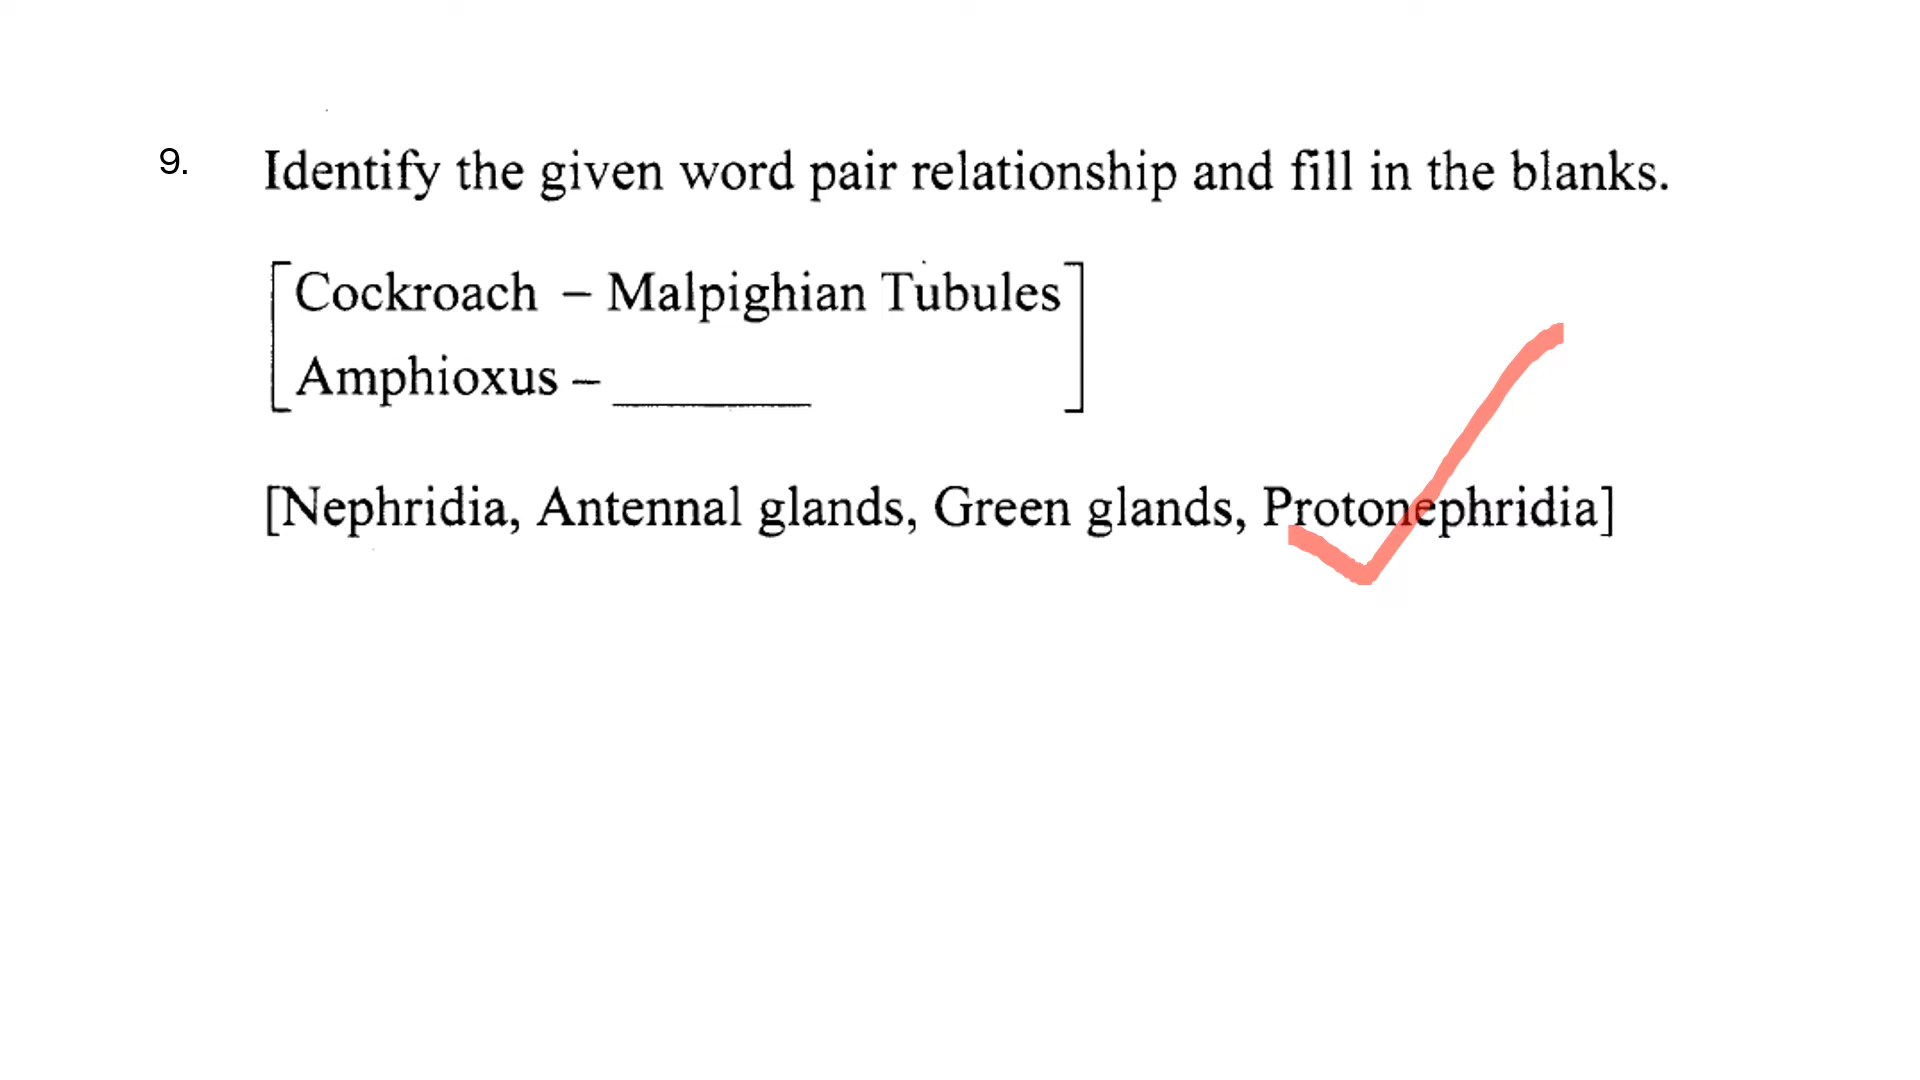 9. Identify the given word pair relationship and fill in the blanks.
Cockroach – Malpighian Tubules
Amphioxus – ________
[Nephridia, Antennal glands, Green glands, Protonephridia]